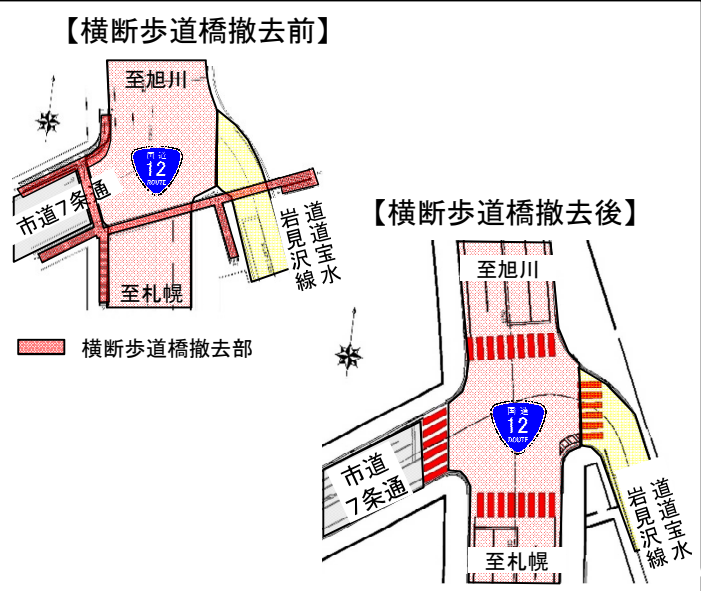 【横断歩道橋撤去前】
至旭川
国道
12
ROUTE
市道7条通
道道宝水
岩見沢線
至札幌
横断歩道橋撤去部
【横断歩道橋撤去後】
至旭川
国道
12
ROUTE
市道
7条通
道道宝水
岩見沢線
至札幌